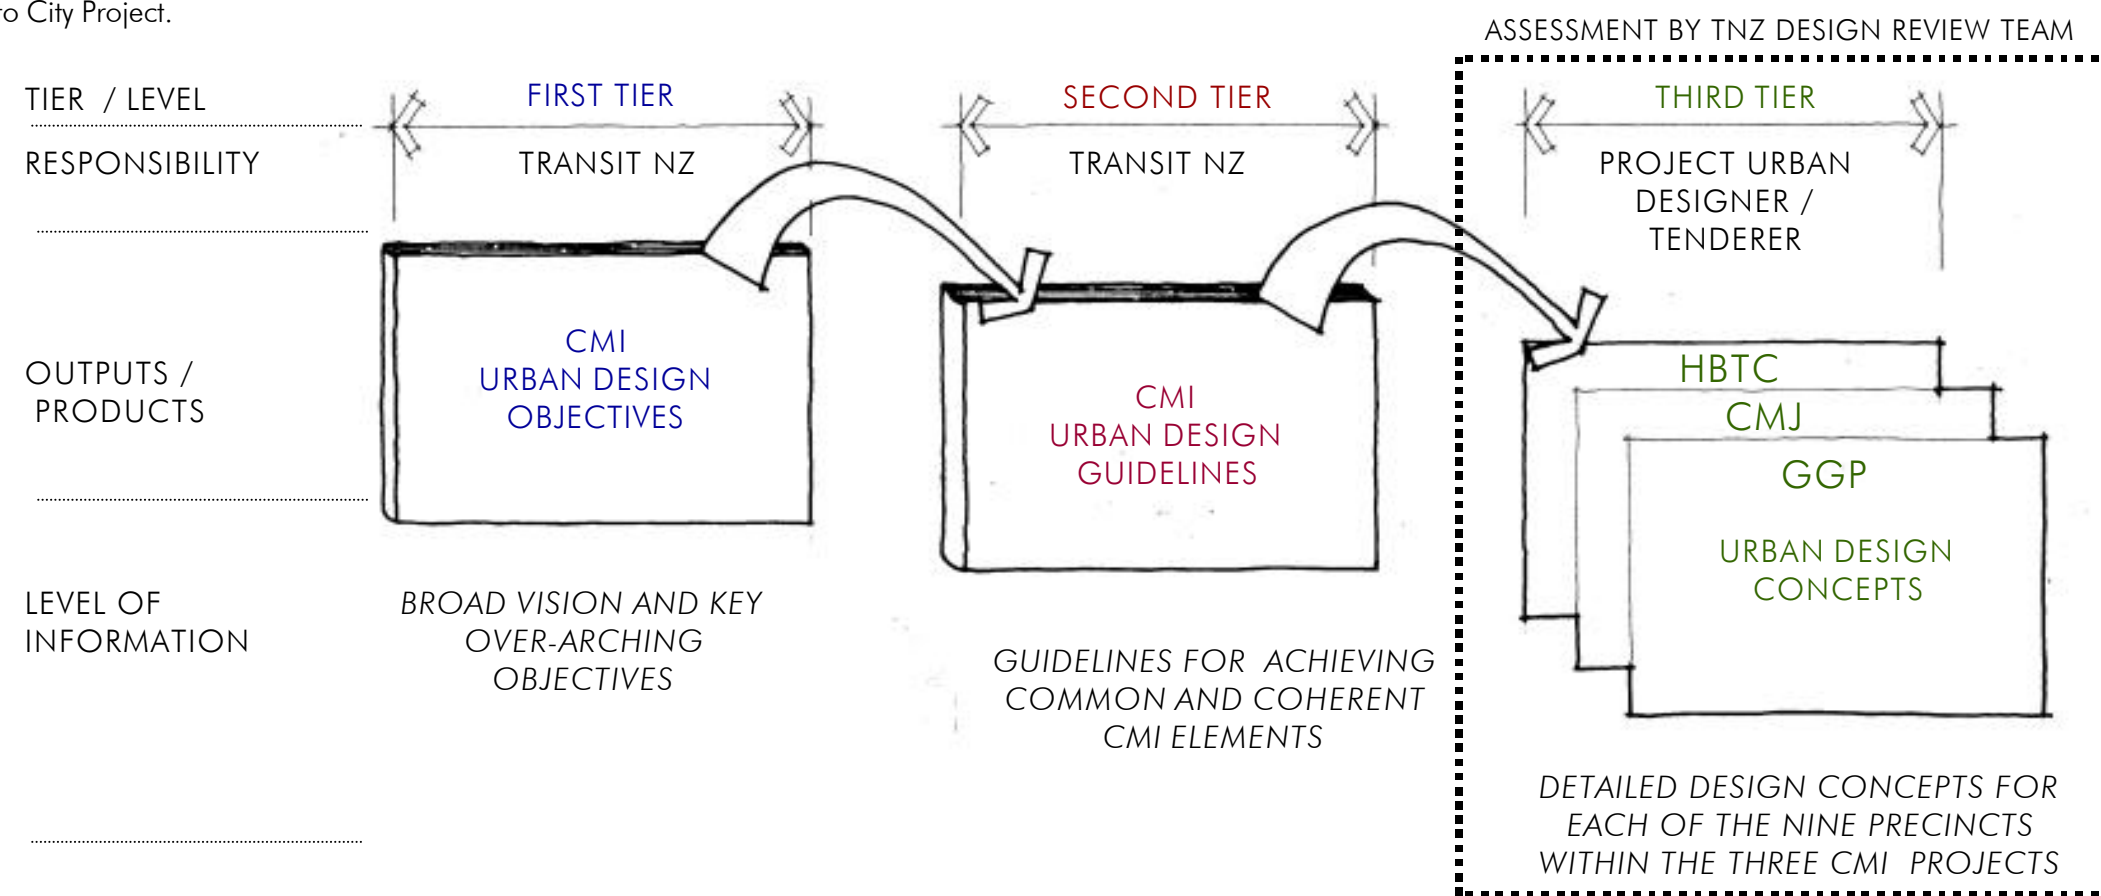 to City Project.
ASSESSMENT BY TNZ DESIGN REVIEW TEAM
TIER / LEVEL
FIRST TIER
SECOND TIER
THIRD TIER
RESPONSIBILITY
TRANSIT NZ
TRANSIT NZ
PROJECT URBAN
DESIGNER /
TENDERER
OUTPUTS /
PRODUCTS
CMI
URBAN DESIGN
OBJECTIVES
CMI
URBAN DESIGN
GUIDELINES
HBTC
CMJ
GGP
URBAN DESIGN
CONCEPTS
LEVEL OF
INFORMATION
BROAD VISION AND KEY
OVER-ARCHING
OBJECTIVES
GUIDELINES FOR ACHIEVING
COMMON AND COHERENT
CMI ELEMENTS
DETAILED DESIGN CONCEPTS FOR
EACH OF THE NINE PRECINCTS
WITHIN THE THREE CMI PROJECTS